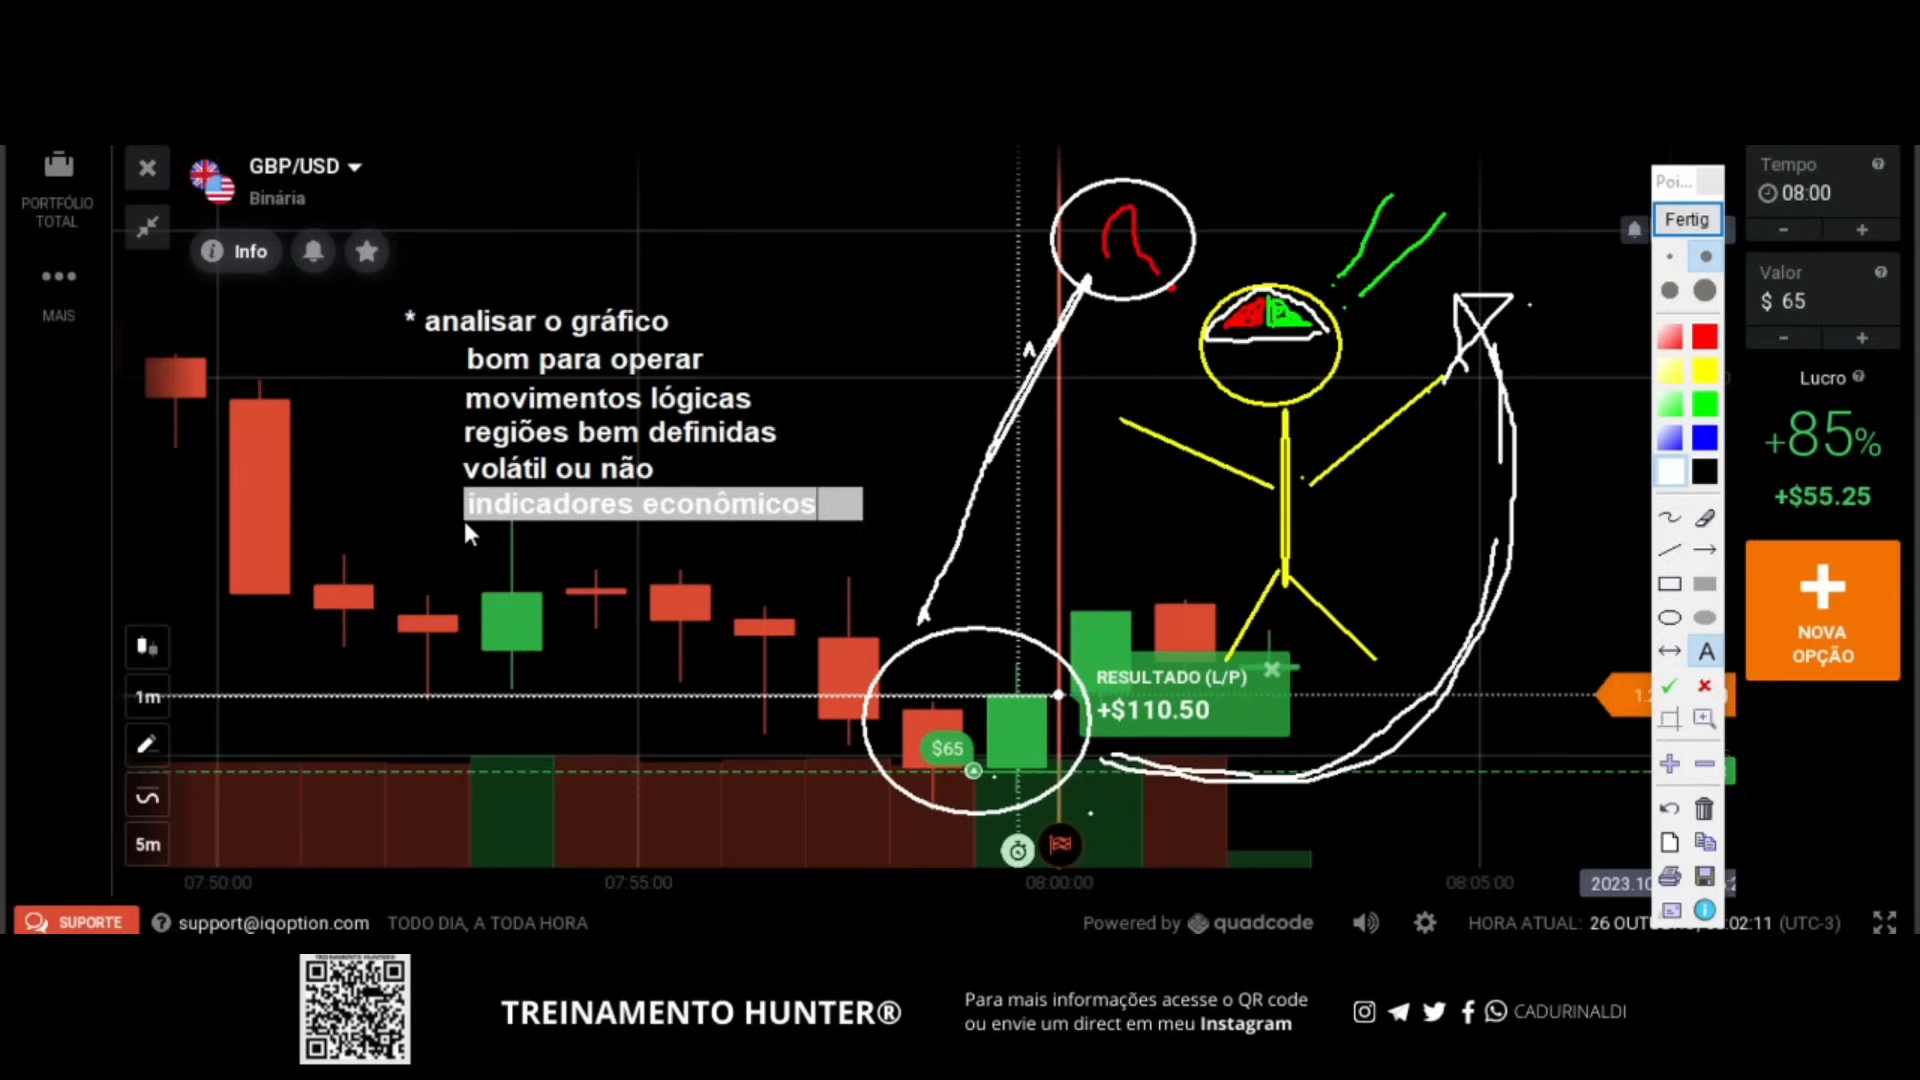 PORTFÓLIO
TOTAL
MAIS
GBP/USD
Binária
Info
* analisar o gráfico
bom para operar
movimentos lógicas
regiões bem definidas
volátil ou não
indicadores econômicos
Poi...
Fertig
A
Tempo
08:00
-
+
Valor
$ 65
-
+
Lucro
+85%
+$55.25
NOVA
OPÇÃO
RESULTADO (L/P)
+$110.50
$65
1m
5m
07:50:00
07:55:00
08:00:00
08:05:00
SUPORTE
support@iqoption.com
TODO DIA, A TODA HORA
Powered by quadcode
HORA ATUAL:
(UTC-3)
TREINAMENTO HUNTER®
TREINAMENTO HUNTER®
Para mais informações acesse o QR code
ou envie um direct em meu Instagram
CADURINALDI